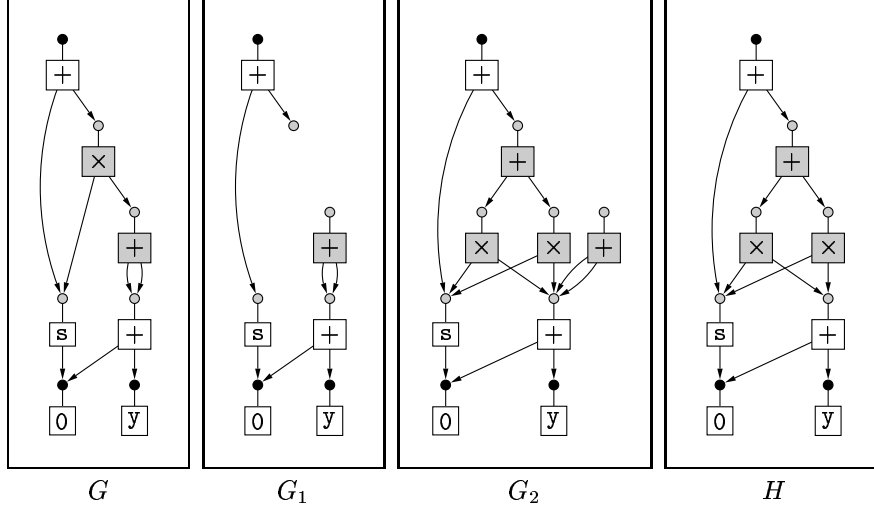 + + + +
× + +
+ + × × + × ×
s + s + s + s +
0 y 0 y 0 y 0 y
G G₁ G₂ H